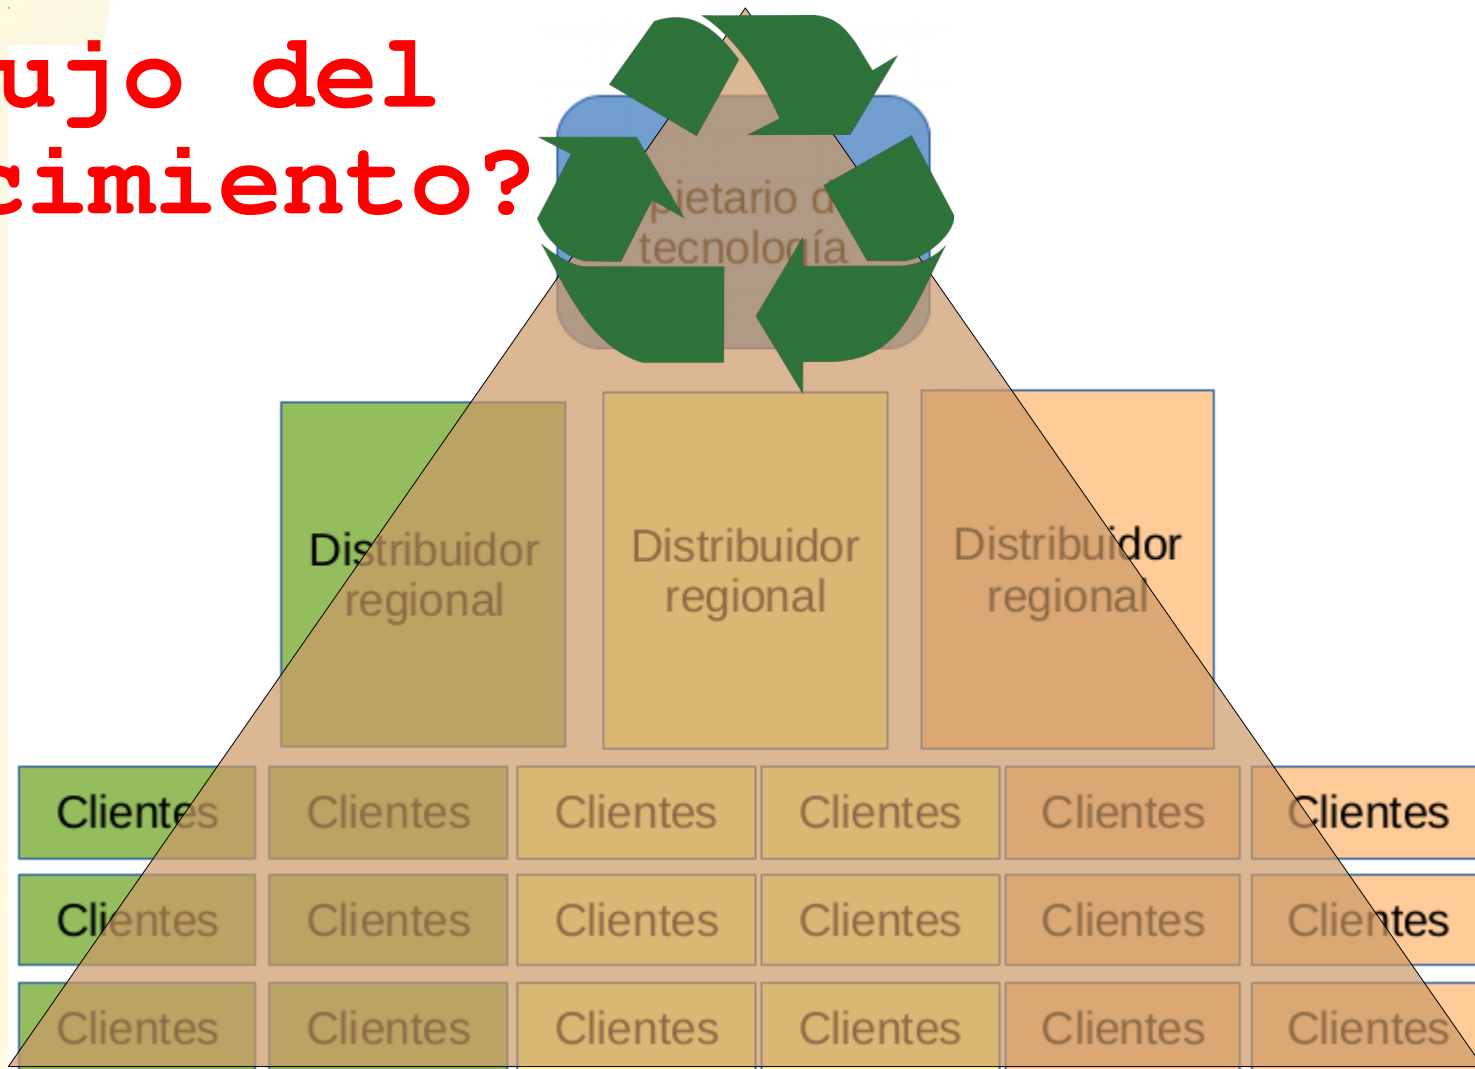 ujo del
cimiento?
pietario d
tecnología
Distribuidor
regional
Distribuidor
regional
Distribuidor
regional
Clientes Clientes Clientes Clientes Clientes Clientes
Clientes Clientes Clientes Clientes Clientes Clientes
Clientes Clientes Clientes Clientes Clientes Clientes